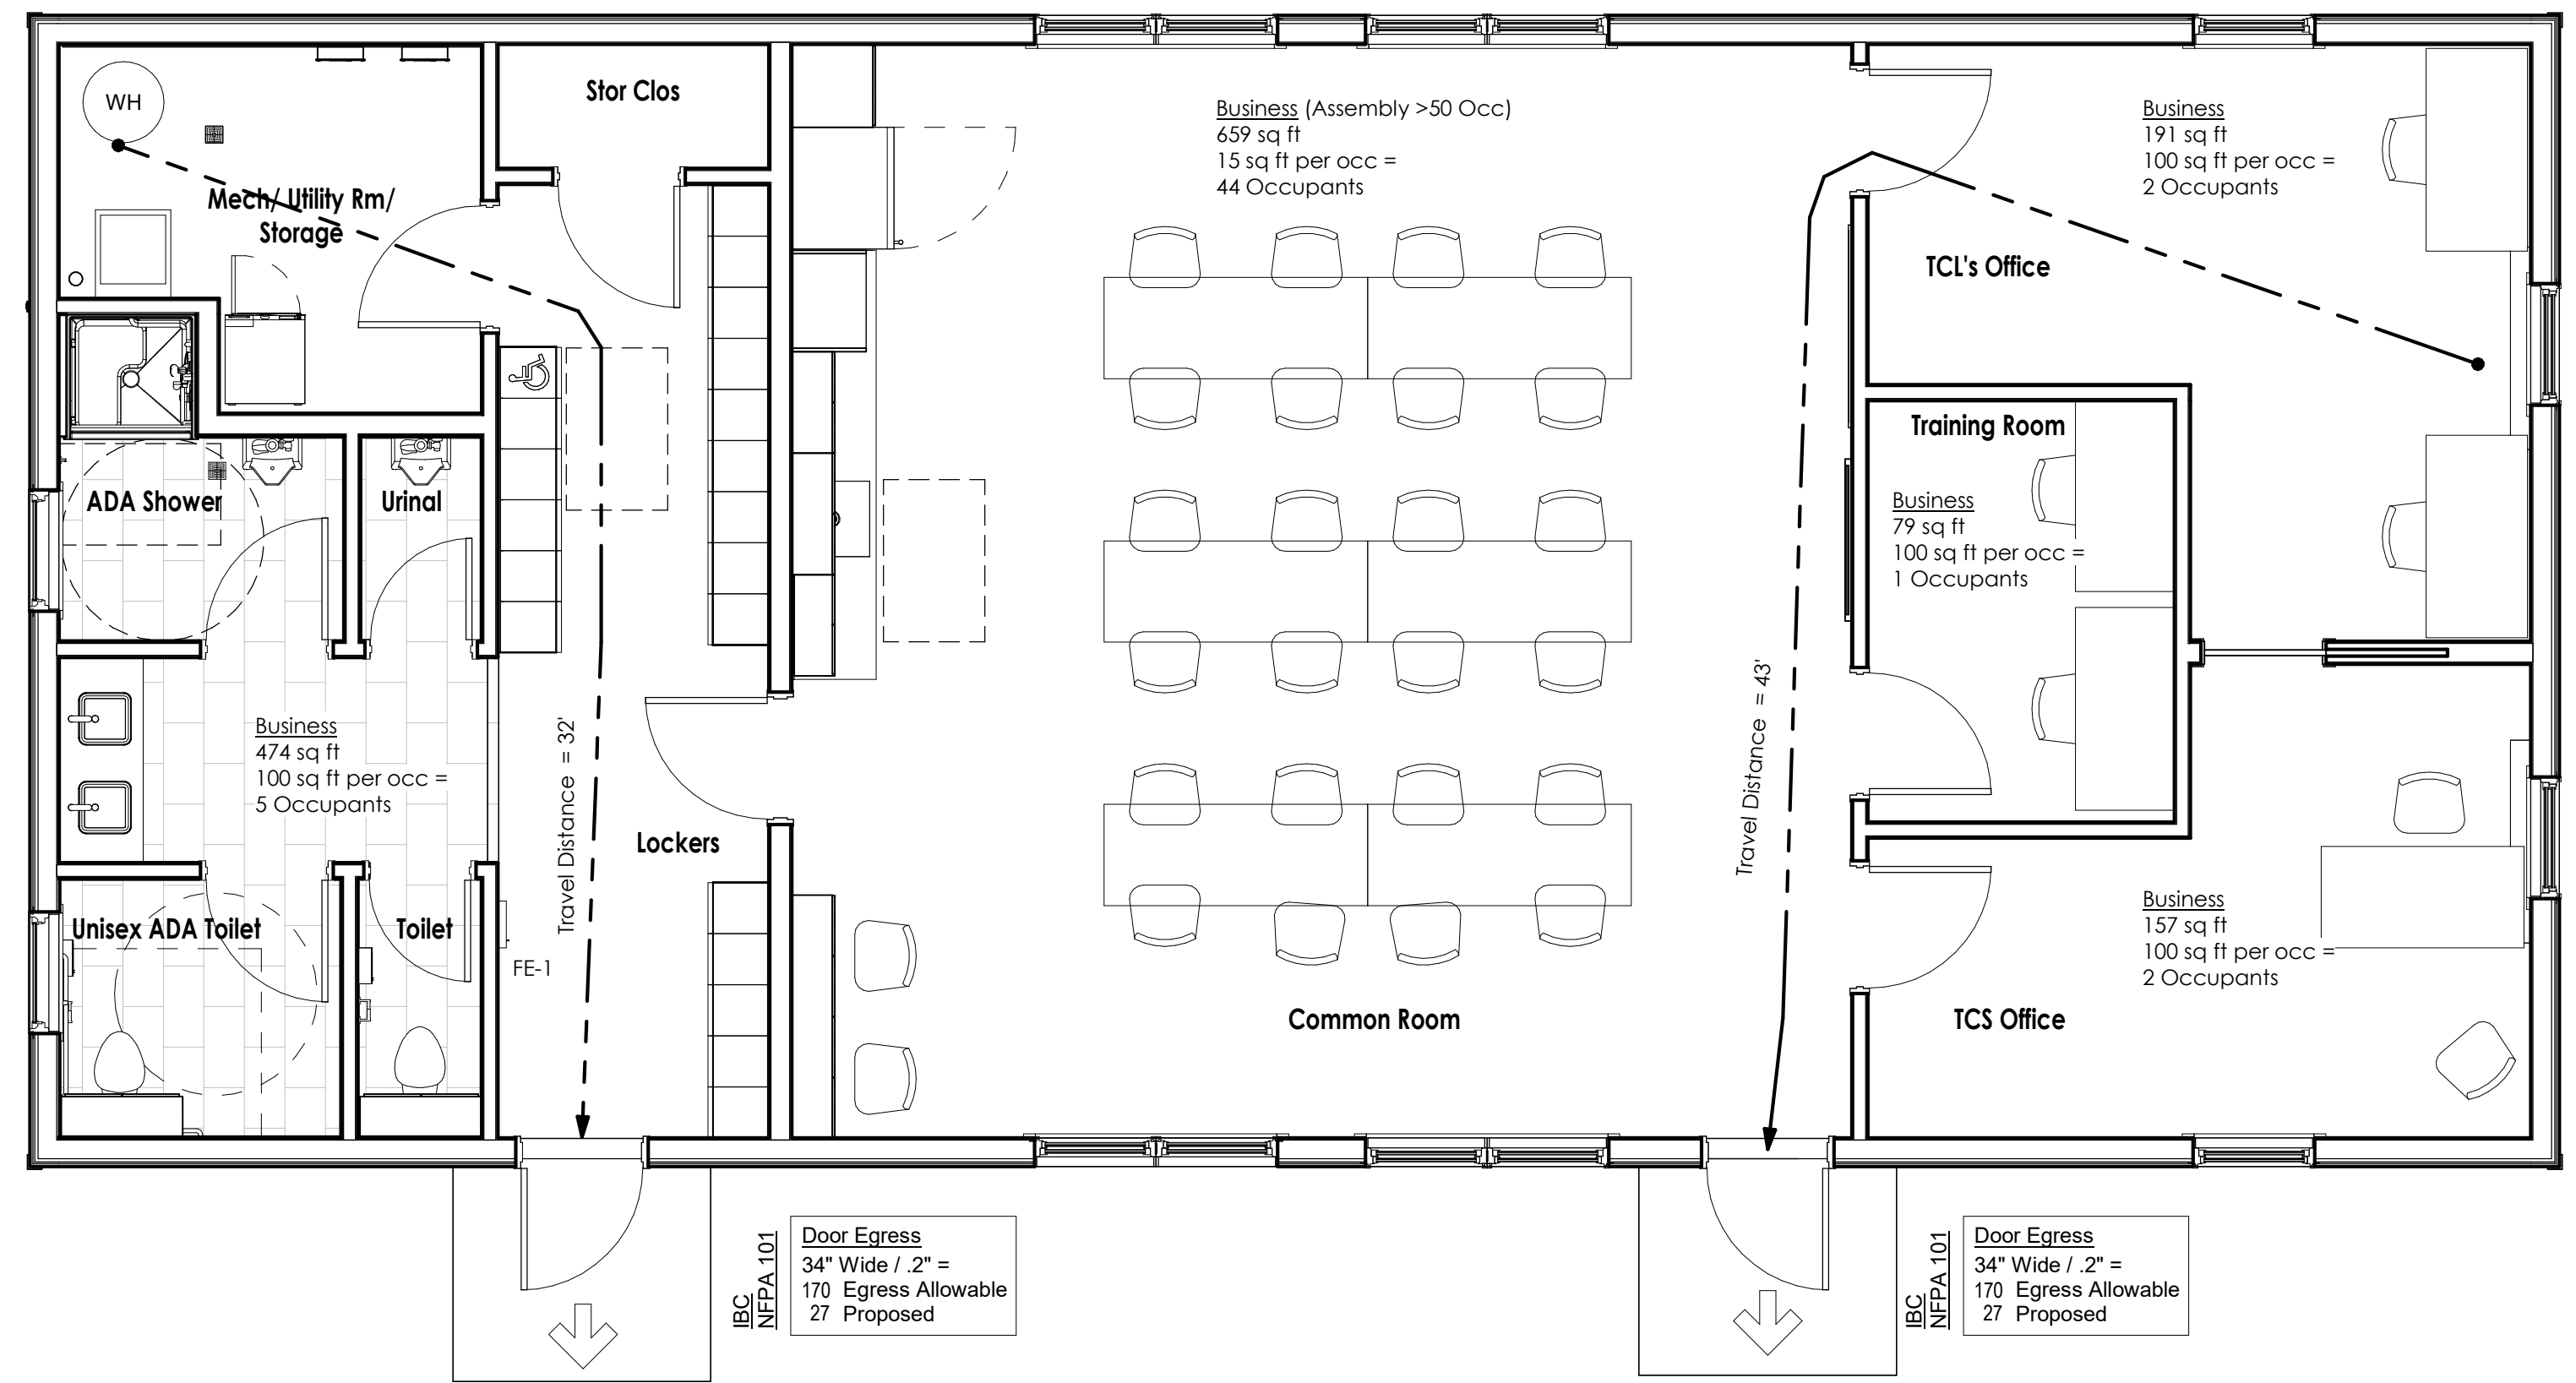 WH
Stor Clos
Mech/ Utility Rm/
Storage
Business (Assembly >50 Occ)
659 sq ft
15 sq ft per occ =
44 Occupants
Business
191 sq ft
100 sq ft per occ =
2 Occupants
TCL's Office
Training Room
Business
79 sq ft
100 sq ft per occ =
1 Occupants
ADA Shower
Urinal
Business
474 sq ft
100 sq ft per occ =
5 Occupants
Travel Distance = 32'
Lockers
Travel Distance = 43'
Unisex ADA Toilet
Toilet
FE-1
Common Room
TCS Office
Business
157 sq ft
100 sq ft per occ =
2 Occupants
IBC
NFPA 101
Door Egress
34" Wide / .2" =
170 Egress Allowable
27 Proposed
IBC
NFPA 101
Door Egress
34" Wide / .2" =
170 Egress Allowable
27 Proposed